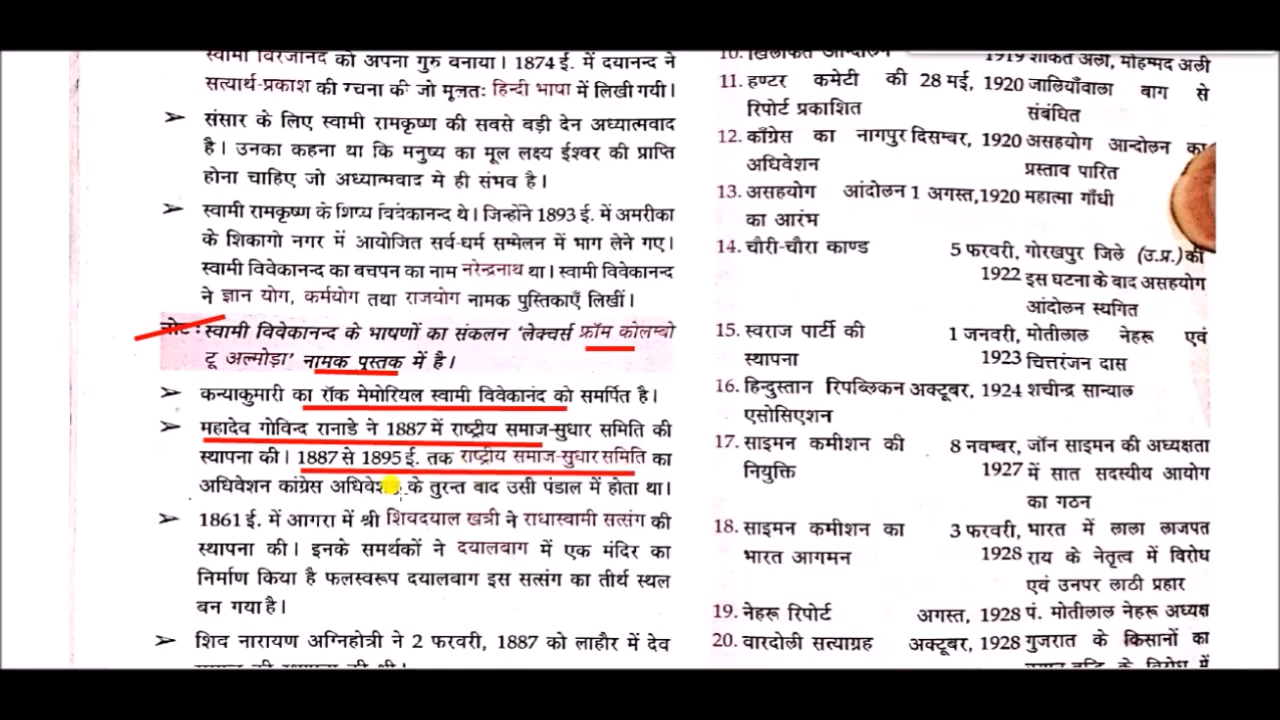 स्वामी विरजानंद को अपना गुरु बनाया। 1874 ई. में दयानन्द ने
सत्यार्थ-प्रकाश की रचना की जो मूलतः हिन्दी भाषा में लिखी गयी।
➢ संसार के लिए स्वामी रामकृष्ण की सबसे बड़ी देन अध्यात्मवाद
है। उनका कहना था कि मनुष्य का मूल लक्ष्य ईश्वर की प्राप्ति
होना चाहिए जो अध्यात्मवाद मे ही संभव है।
➢ स्वामी रामकृष्ण के शिष्य विवेकानन्द थे। जिन्होंने 1893 ई. में अमरीका
के शिकागो नगर में आयोजित सर्व-धर्म सम्मेलन में भाग लेने गए।
स्वामी विवेकानन्द का बचपन का नाम नरेन्द्रनाथ था। स्वामी विवेकानन्द
ने ज्ञान योग, कर्मयोग तथा राजयोग नामक पुस्तिकाएँ लिखीं।
नोट : स्वामी विवेकानन्द के भाषणों का संकलन 'लेक्चर्स फ्रॉम कोलम्बो
टू अल्मोड़ा' नामक पुस्तक में है।
➢ कन्याकुमारी का रॉक मेमोरियल स्वामी विवेकानंद को समर्पित है।
➢ महादेव गोविन्द रानाडे ने 1887 में राष्ट्रीय समाज-सुधार समिति की
स्थापना की। 1887 से 1895 ई. तक राष्ट्रीय समाज-सुधार समिति का
अधिवेशन कांग्रेस के तुरन्त बाद उसी पंडाल में होता था।
➢ 1861 ई. में आगरा में श्री शिवदयाल खत्री ने राधास्वामी सत्संग की
स्थापना की। इनके समर्थकों ने दयालबाग में एक मंदिर का
निर्माण किया है फलस्वरूप दयालबाग इस सत्संग का तीर्थ स्थल
बन गया है।
➢ शिद नारायण अग्निहोत्री ने 2 फरवरी, 1887 को लाहौर में देव
10. खिलाफत आन्दोलन 1919 शौकत अली, मोहम्मद अली
11. हण्टर कमेटी की 28 मई, 1920 जालियाँवाला बाग से
रिपोर्ट प्रकाशित संबंधित
12. काँग्रेस का नागपुर दिसम्बर, 1920 असहयोग आन्दोलन का
अधिवेशन प्रस्ताव पारित
13. असहयोग आंदोलन 1 अगस्त,1920 महात्मा गाँधी
का आरंभ
14. चौरी-चौरा काण्ड 5 फरवरी, गोरखपुर जिले (उ.प्र.) की
1922 इस घटना के बाद असहयोग
आंदोलन स्थगित
15. स्वराज पार्टी की 1 जनवरी, मोतीलाल नेहरू एवं
स्थापना 1923 चित्तरंजन दास
16. हिन्दुस्तान रिपब्लिकन अक्टूबर, 1924 शचीन्द्र सान्याल
एसोसिएशन
17. साइमन कमीशन की 8 नवम्बर, जॉन साइमन की अध्यक्षता
नियुक्ति 1927 में सात सदस्यीय आयोग
का गठन
18. साइमन कमीशन का 3 फरवरी, भारत में लाला लाजपत
भारत आगमन 1928 राय के नेतृत्व में विरोध
एवं उनपर लाठी प्रहार
19. नेहरू रिपोर्ट अगस्त, 1928 पं. मोतीलाल नेहरू अध्यक्ष
20. वारदोली सत्याग्रह अक्टूबर, 1928 गुजरात के किसानों का